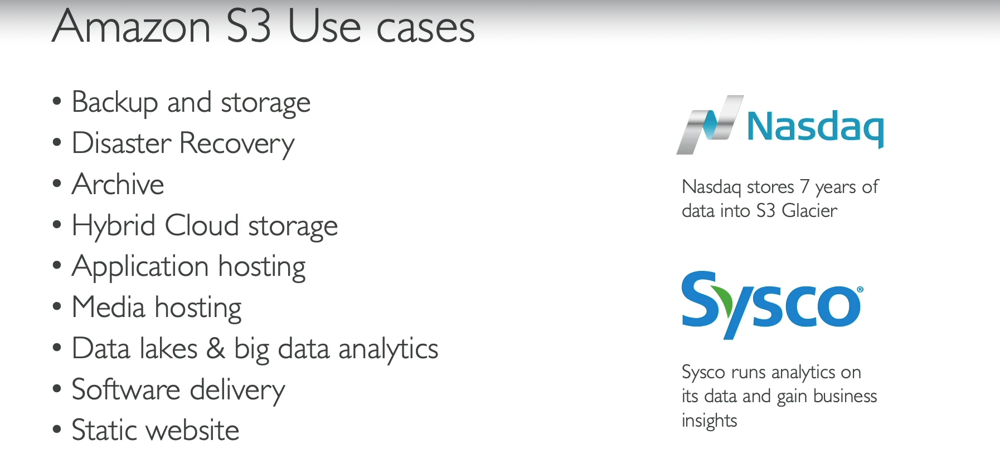 Amazon S3 Use cases
• Backup and storage
• Disaster Recovery
• Archive
• Hybrid Cloud storage
• Application hosting
• Media hosting
• Data lakes & big data analytics
• Software delivery
• Static website
Nasdaq
Nasdaq stores 7 years of
data into S3 Glacier
Sysco®
Sysco runs analytics on
its data and gain business
insights